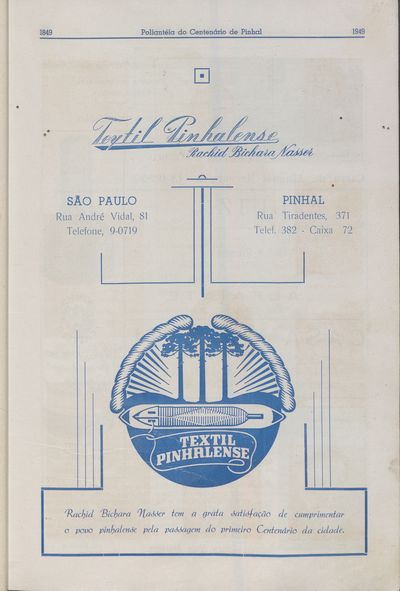 1849 Poliantéia do Centenário de Pinhal 1949
Textil Pinhalense
Rachid Bichara Nasser
SÃO PAULO
Rua André Vidal, 81
Telefone, 9-0719
PINHAL
Rua Tiradentes, 371
Telef. 382 - Caixa 72
TEXTIL
PINHALENSE
Rachid Bichara Nasser tem a grata satisfação de cumprimentar
o povo pinhalense pela passagem do primeiro Centenário da cidade.